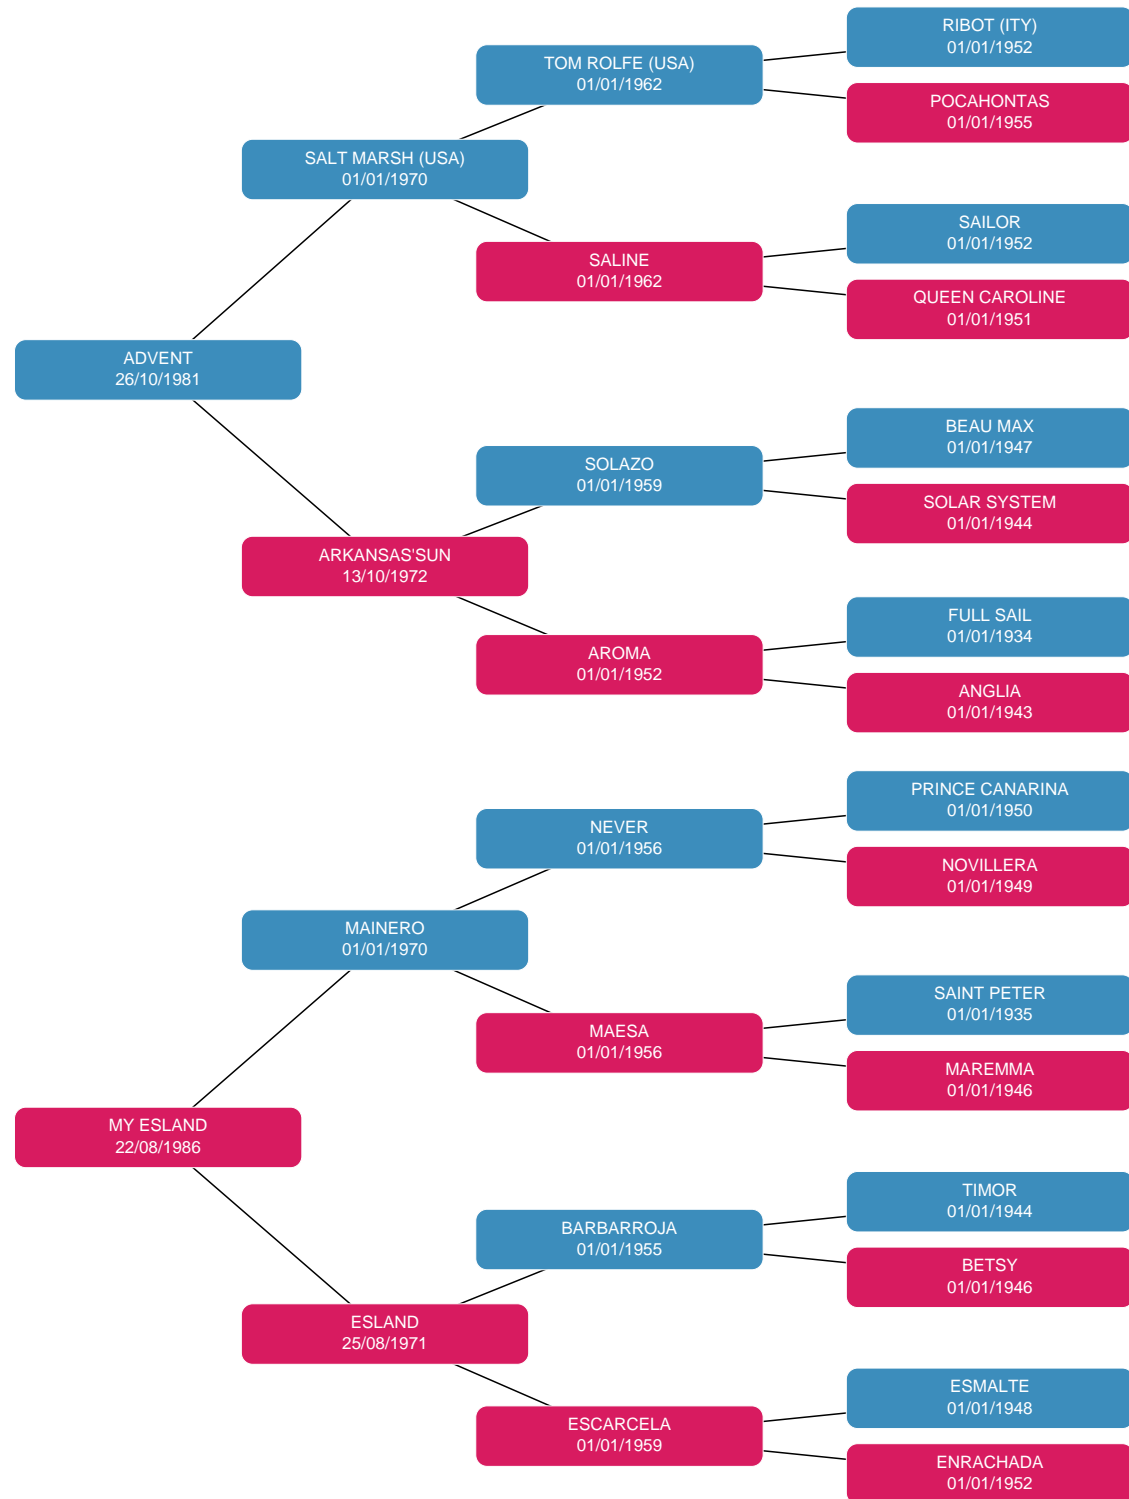 RIBOT (ITY)
01/01/1952
TOM ROLFE (USA)
01/01/1962
POCAHONTAS
01/01/1955
SALT MARSH (USA)
01/01/1970
SAILOR
01/01/1952
SALINE
01/01/1962
QUEEN CAROLINE
01/01/1951
ADVENT
26/10/1981
BEAU MAX
01/01/1947
SOLAZO
01/01/1959
SOLAR SYSTEM
01/01/1944
ARKANSAS'SUN
13/10/1972
FULL SAIL
01/01/1934
AROMA
01/01/1952
ANGLIA
01/01/1943
PRINCE CANARINA
01/01/1950
NEVER
01/01/1956
NOVILLERA
01/01/1949
MAINERO
01/01/1970
SAINT PETER
01/01/1935
MAESA
01/01/1956
MAREMMA
01/01/1946
MY ESLAND
22/08/1986
TIMOR
01/01/1944
BARBARROJA
01/01/1955
BETSY
01/01/1946
ESLAND
25/08/1971
ESMALTE
01/01/1948
ESCARCELA
01/01/1959
ENRACHADA
01/01/1952